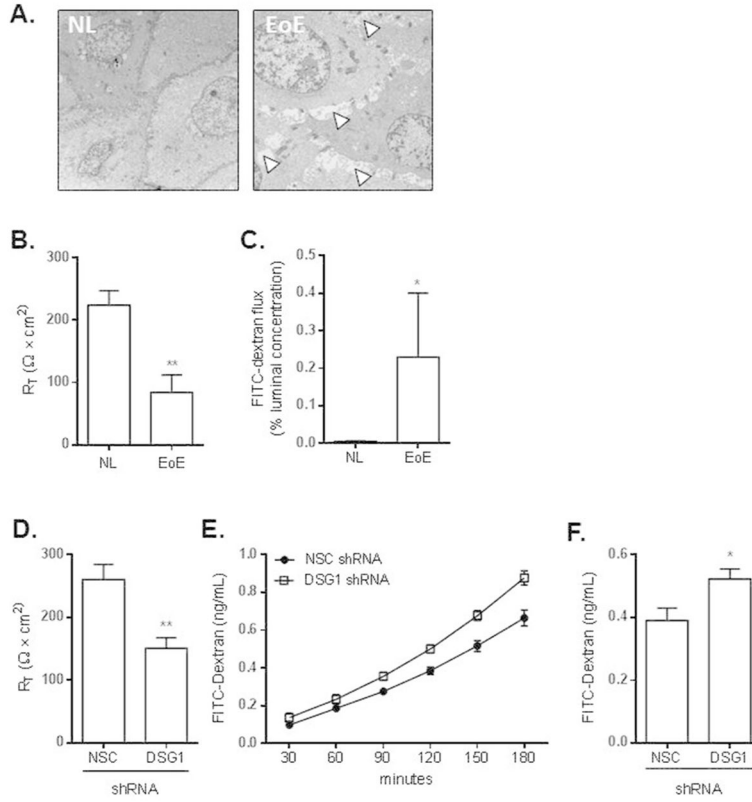 A.
NL
EoE
B.
300
200
100
0
R_T (Ω × cm²)
**
NL
EoE
C.
0.5
0.4
0.3
0.2
0.1
0.0
FITC-dextran flux
(% luminal concentration)
*
NL
EoE
D.
300
200
100
0
R_T (Ω × cm²)
**
NSC
DSG1
shRNA
E.
1.0
0.8
0.6
0.4
0.2
0.0
FITC-Dextran (ng/mL)
NSC shRNA
DSG1 shRNA
30
60
90
120
150
180
minutes
F.
0.6
0.4
0.2
0.0
FITC-Dextran (ng/mL)
*
NSC
DSG1
shRNA